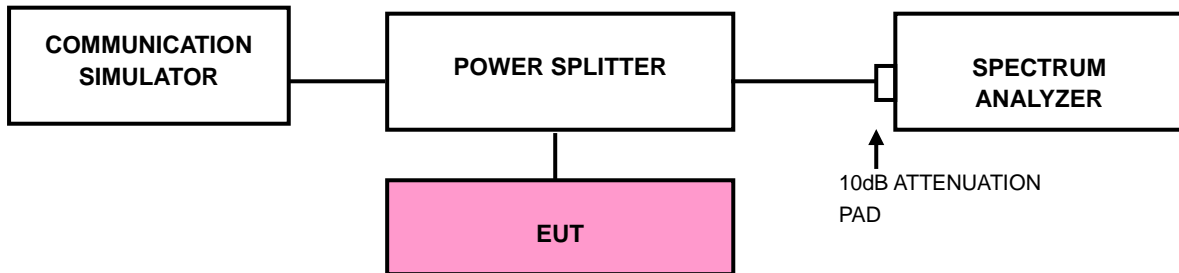 COMMUNICATION
SIMULATOR
POWER SPLITTER
SPECTRUM
ANALYZER
10dB ATTENUATION
PAD
EUT